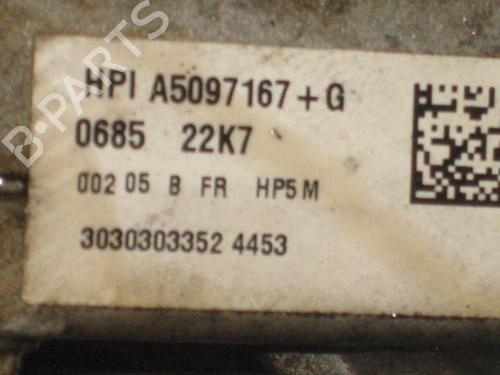 B-PARTS
HPI A5097167+G
0685 22K7
002 05 B FR HP5M
3030303352 4453